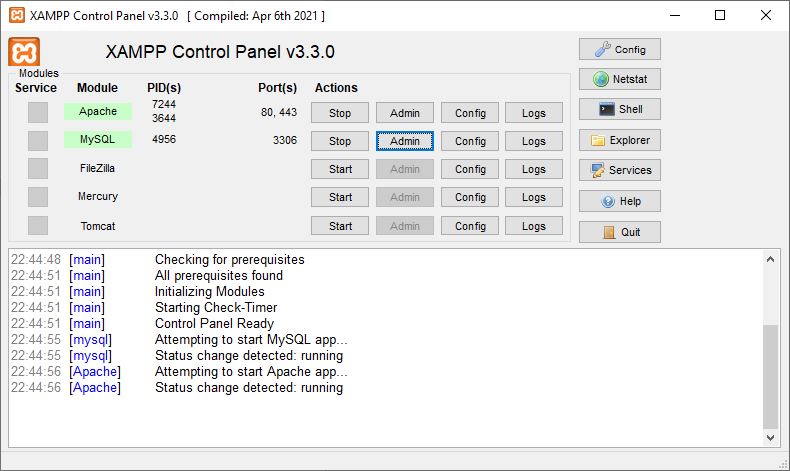 XAMPP Control Panel v3.3.0 [ Compiled: Apr 6th 2021 ]
XAMPP Control Panel v3.3.0
Config
Modules
Service Module PID(s) Port(s) Actions
Netstat
Apache 7244 3644 80, 443 Stop Admin Config Logs
Shell
MySQL 4956 3306 Stop Admin Config Logs
Explorer
FileZilla Start Admin Config Logs
Services
Mercury Start Admin Config Logs
Help
Tomcat Start Admin Config Logs
Quit
22:44:48 [main] Checking for prerequisites
22:44:51 [main] All prerequisites found
22:44:51 [main] Initializing Modules
22:44:51 [main] Starting Check-Timer
22:44:51 [main] Control Panel Ready
22:44:55 [mysql] Attempting to start MySQL app...
22:44:55 [mysql] Status change detected: running
22:44:56 [Apache] Attempting to start Apache app...
22:44:56 [Apache] Status change detected: running